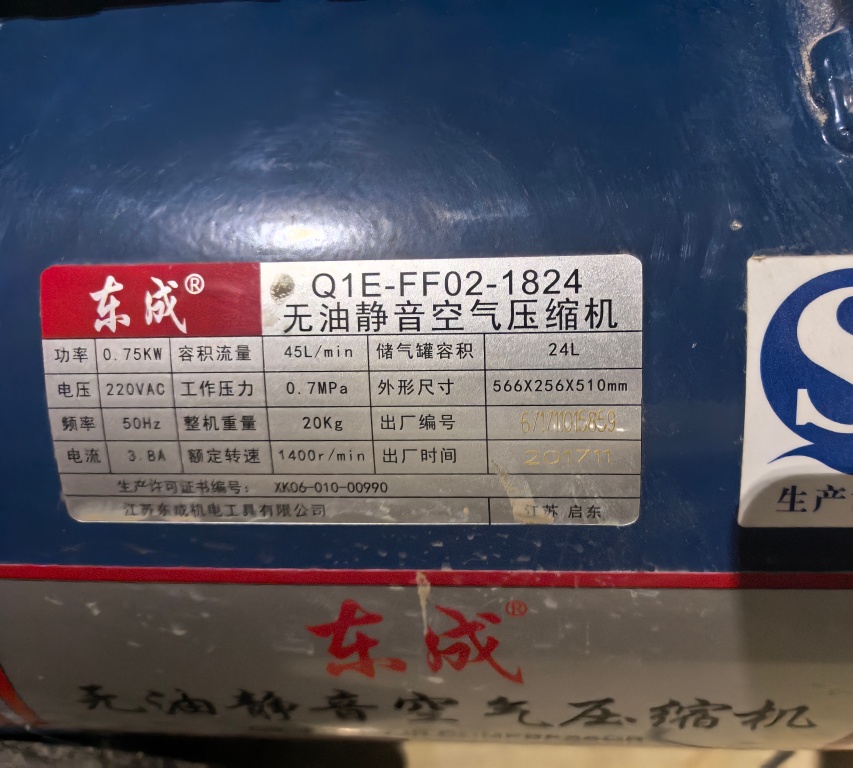 东成®
Q1E-FF02-1824
无油静音空气压缩机
功率 0.75KW 容积流量 45L/min 储气罐容积 24L
电压 220VAC 工作压力 0.7MPa 外形尺寸 566X256X510mm
频率 50Hz 整机重量 20Kg 出厂编号
电流 3.8A 额定转速 1400r/min 出厂时间 201711
生产许可证书编号: XK06-010-00990
江苏东成机电工具有限公司 江苏 启东
S
生产
东成®
无油静音空气压缩机